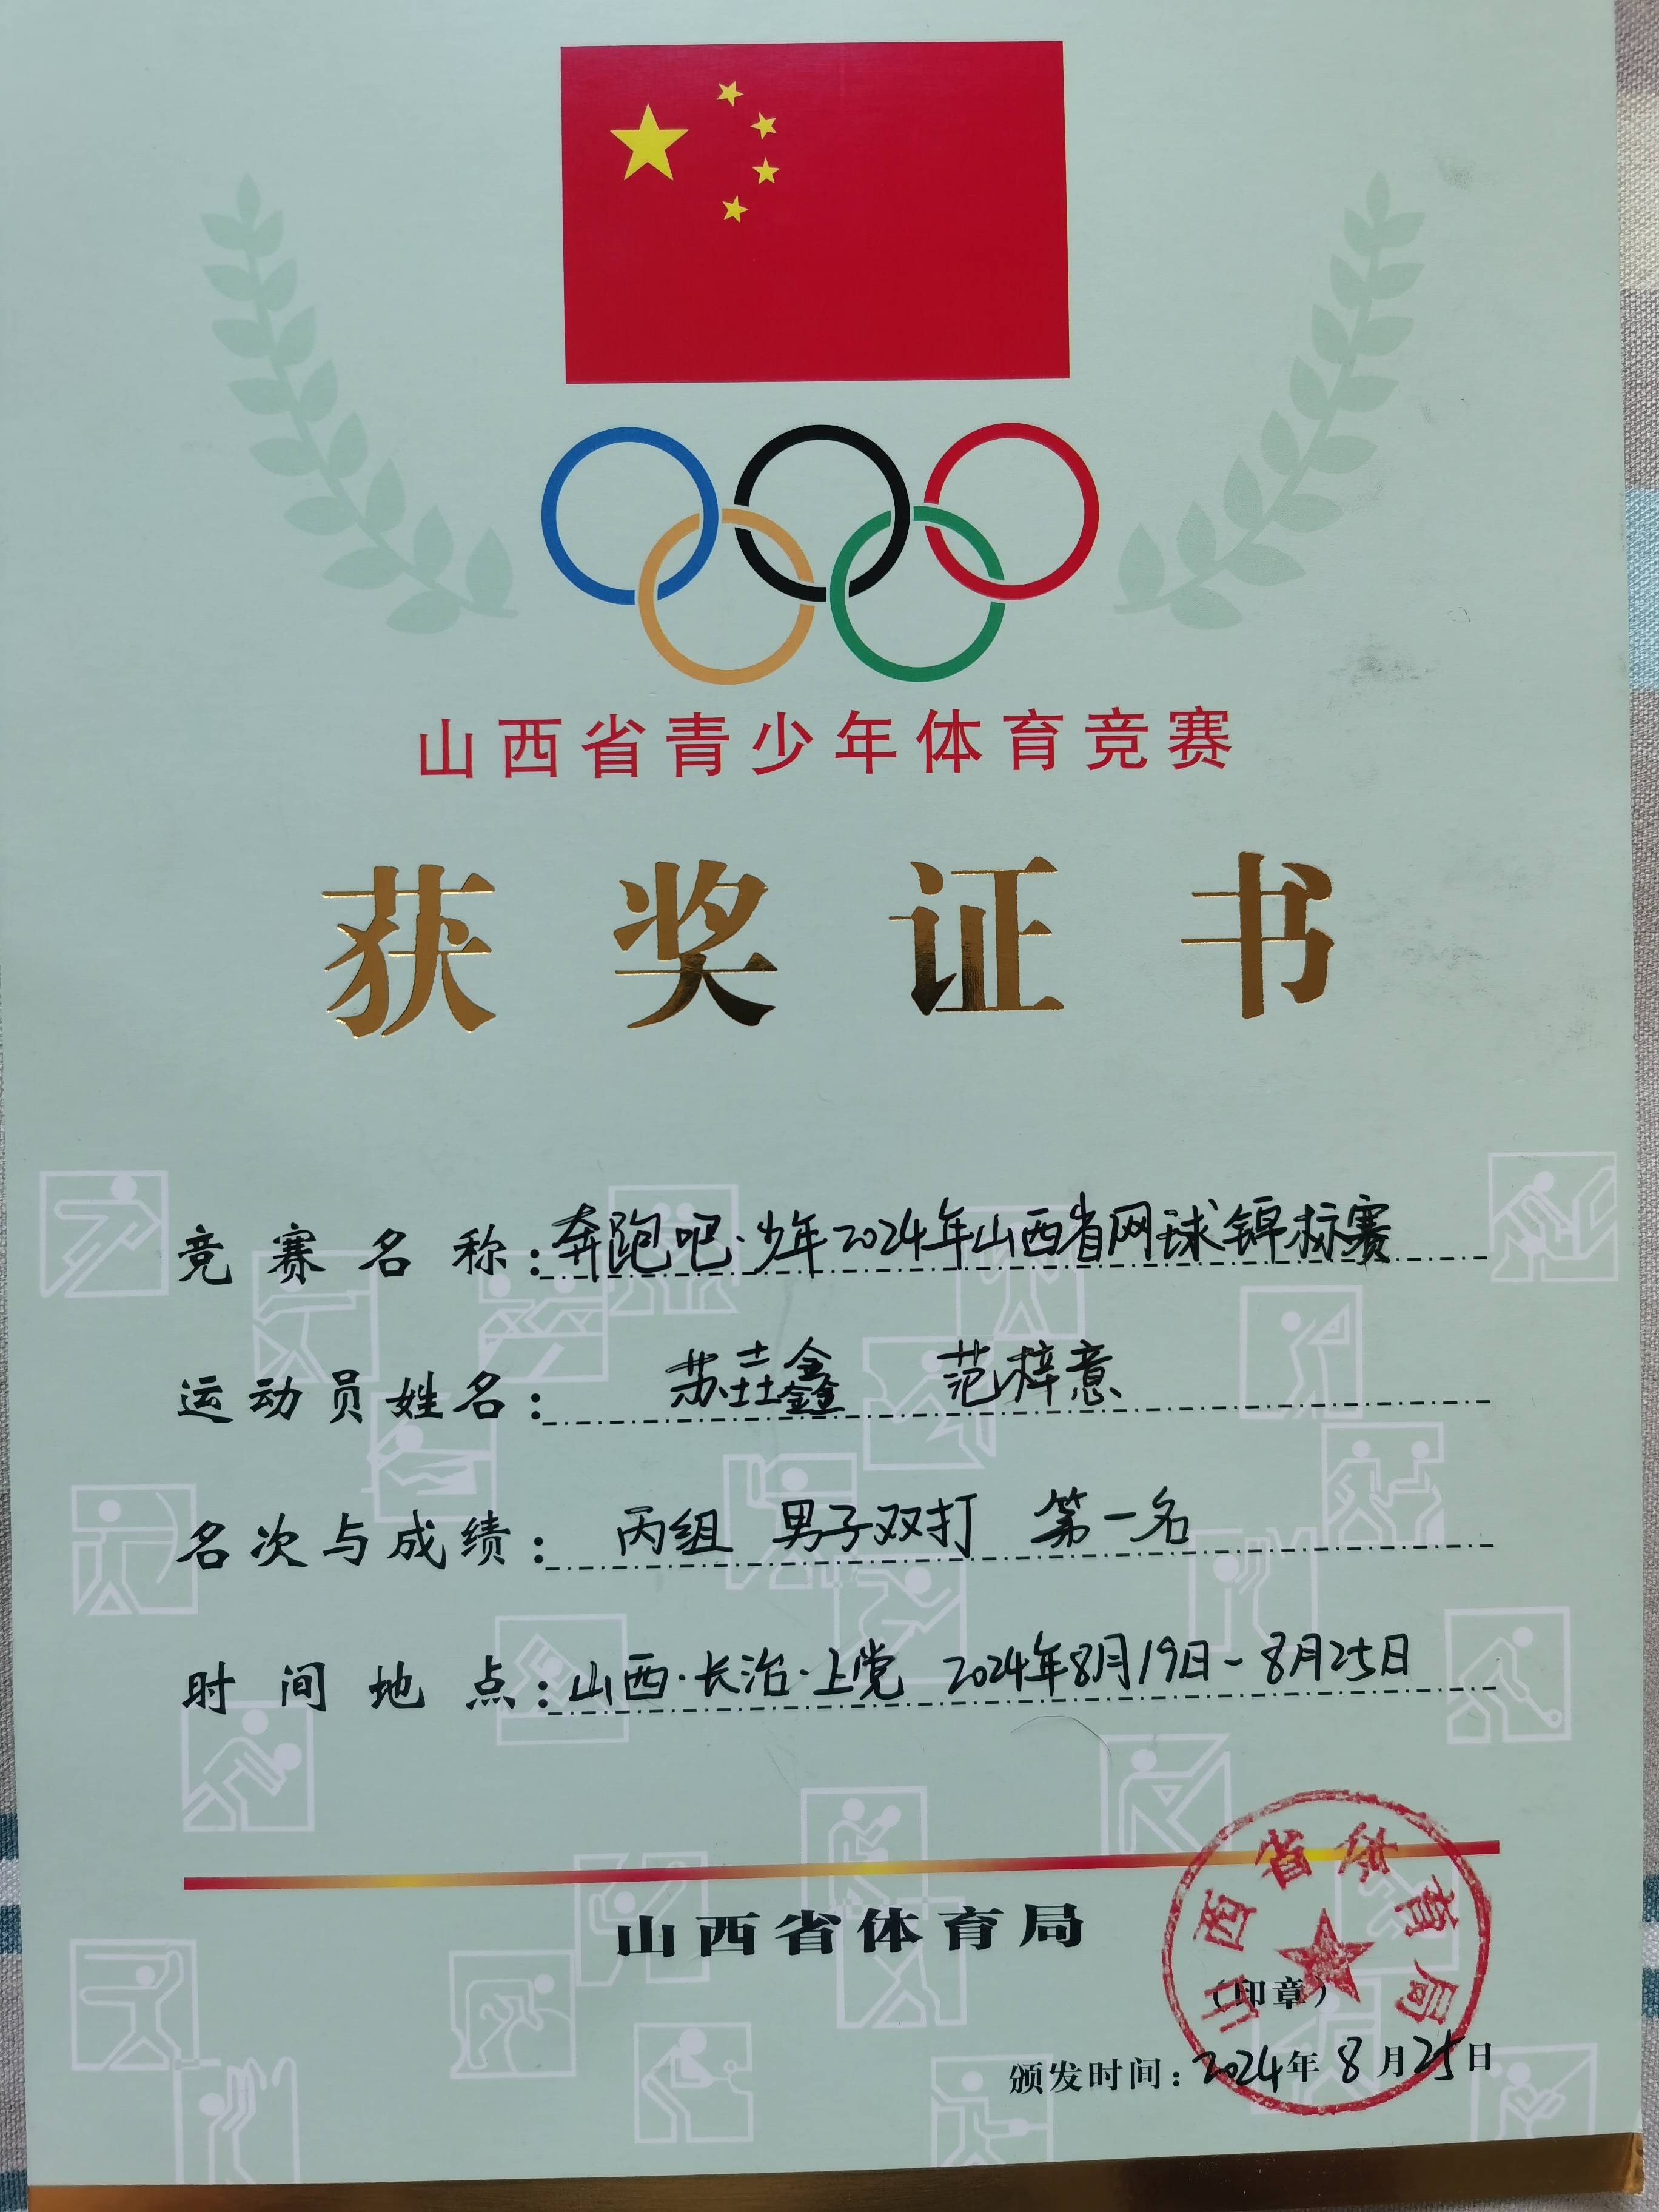 山西省青少年体育竞赛
获奖证书
竞赛名称:奔跑吧·少年2024年山西省网球锦标赛
运动员姓名:苏壵鑫 范梓意
名次与成绩:丙组 男子双打 第一名
时间地点:山西·长治·上党 2024年8月19日-8月25日
山西省体育局
山西省体育局
(印章)
颁发时间:2024年8月25日